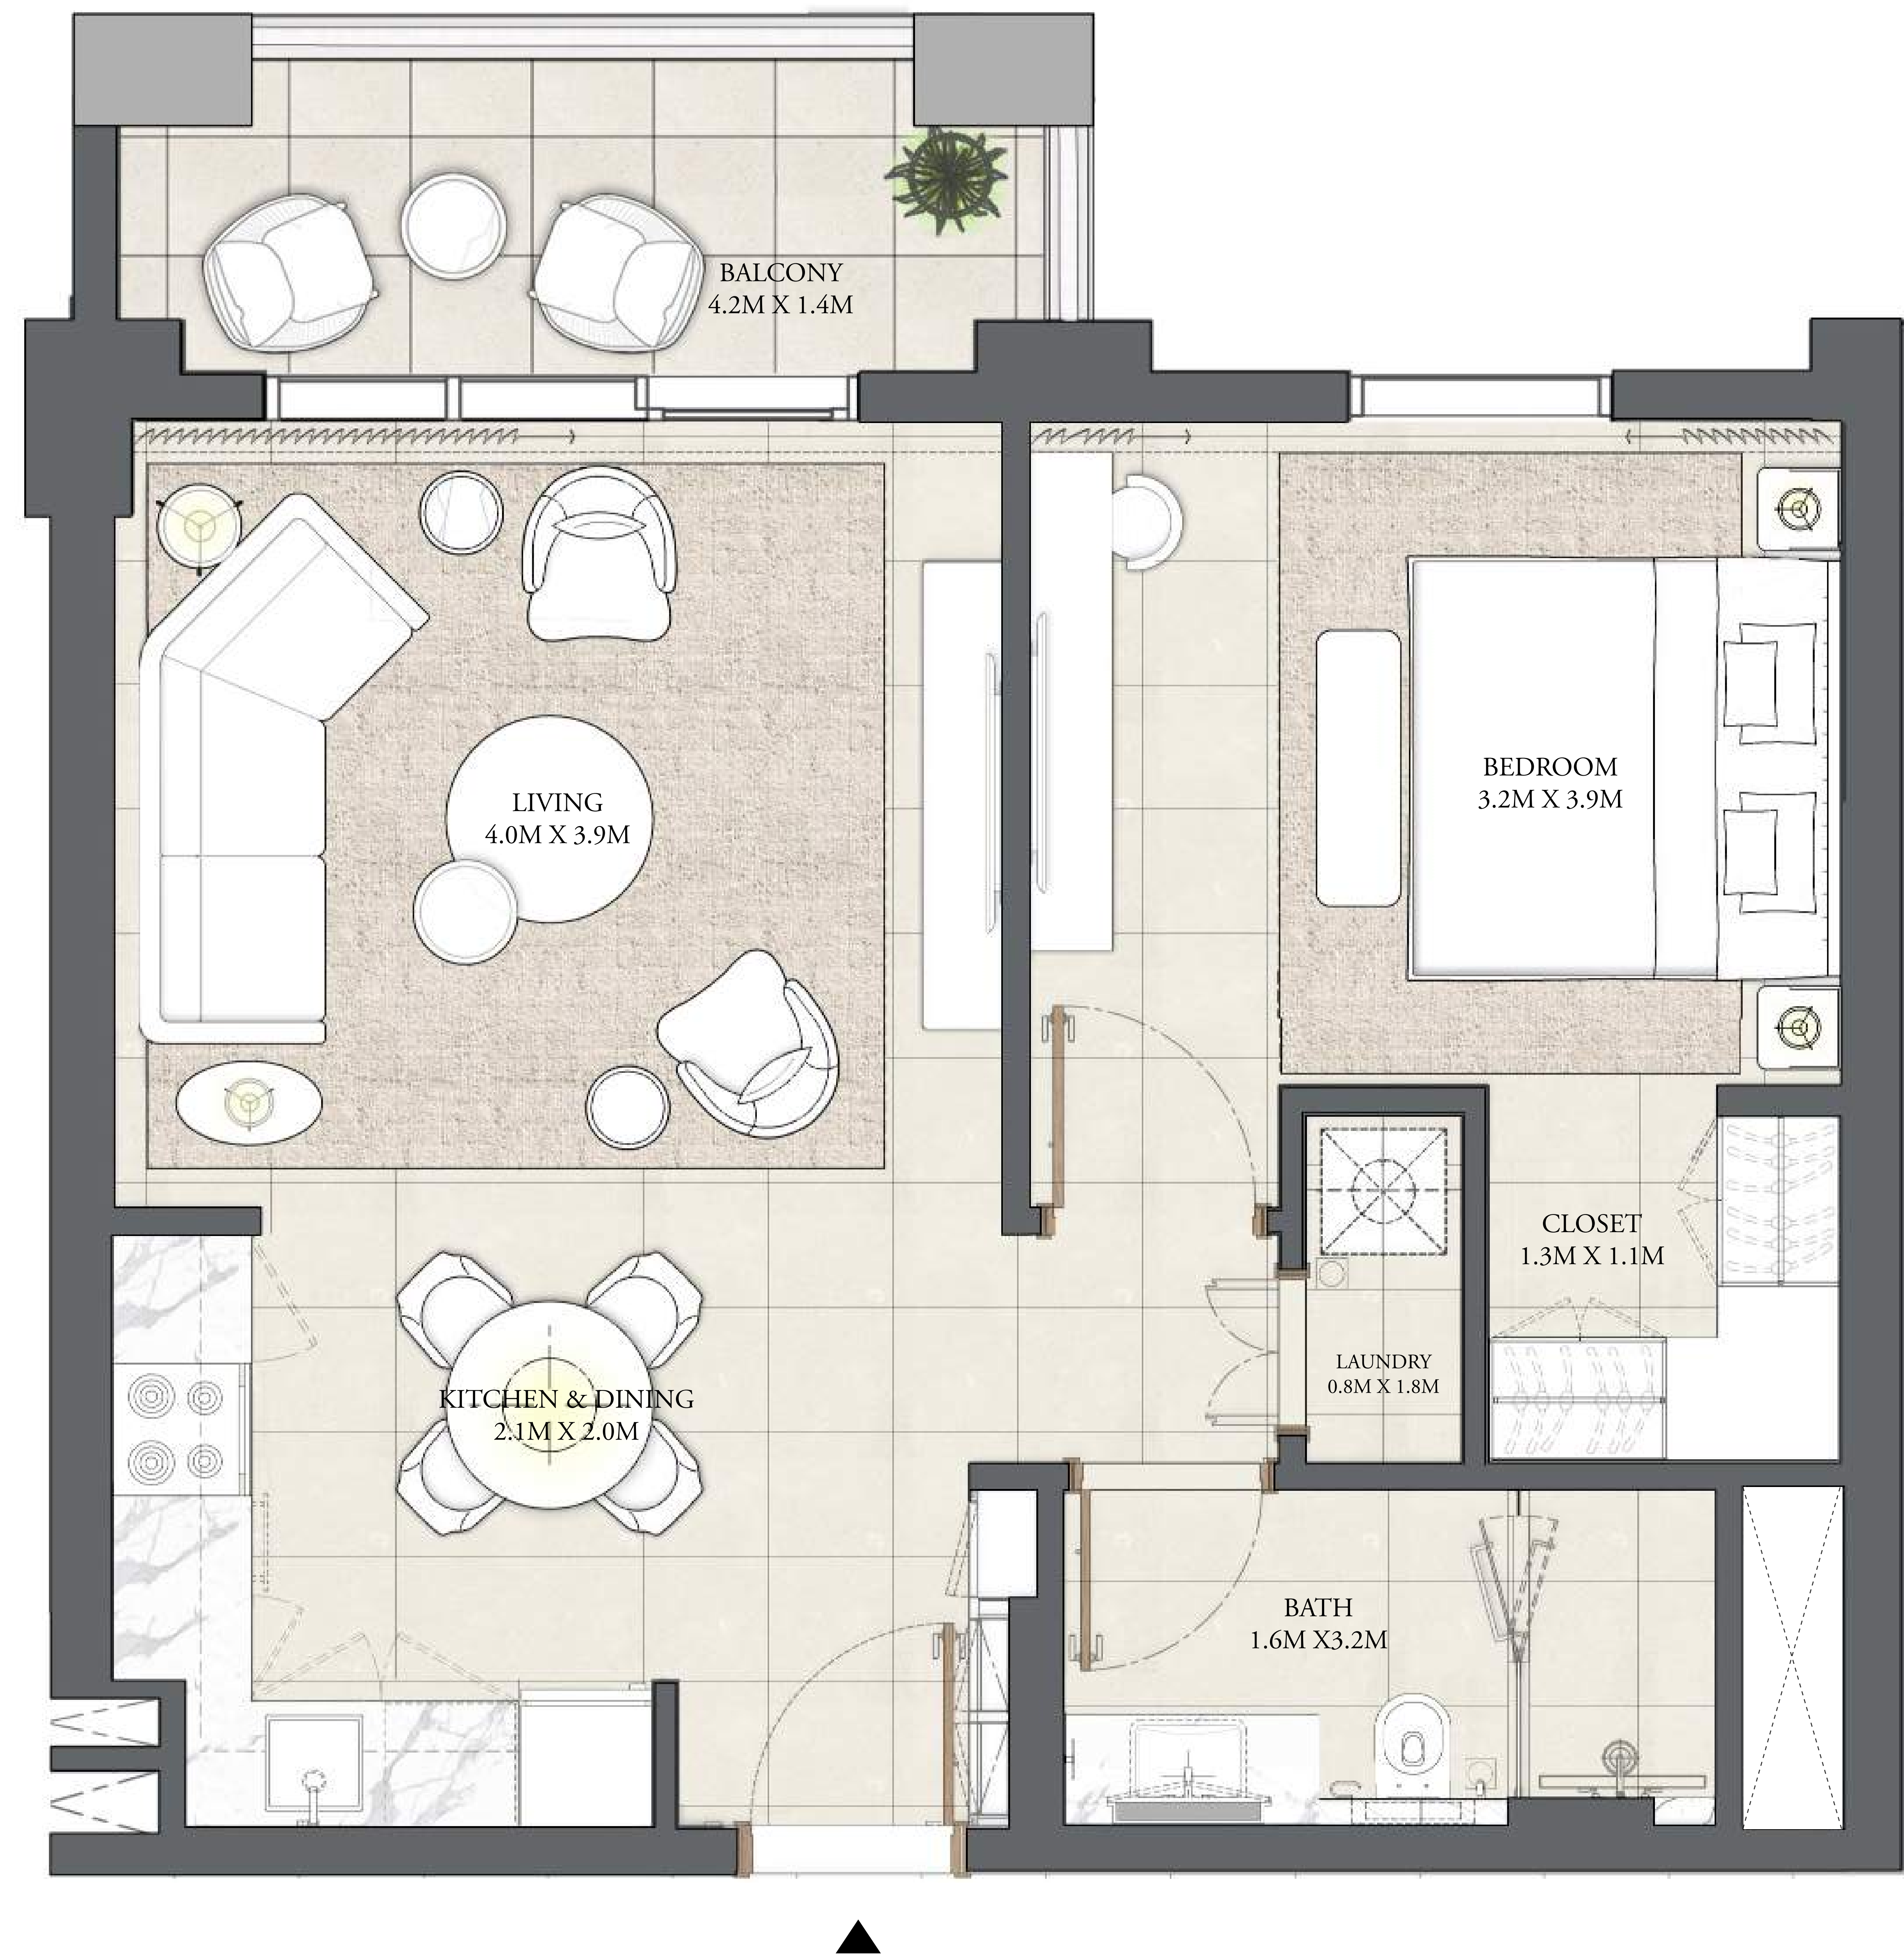 BALCONY
4.2M X 1.4M
LIVING
4.0M X 3.9M
BEDROOM
3.2M X 3.9M
CLOSET
1.3M X 1.1M
LAUNDRY
0.8M X 1.8M
KITCHEN & DINING
2.1M X 2.0M
BATH
1.6M X3.2M